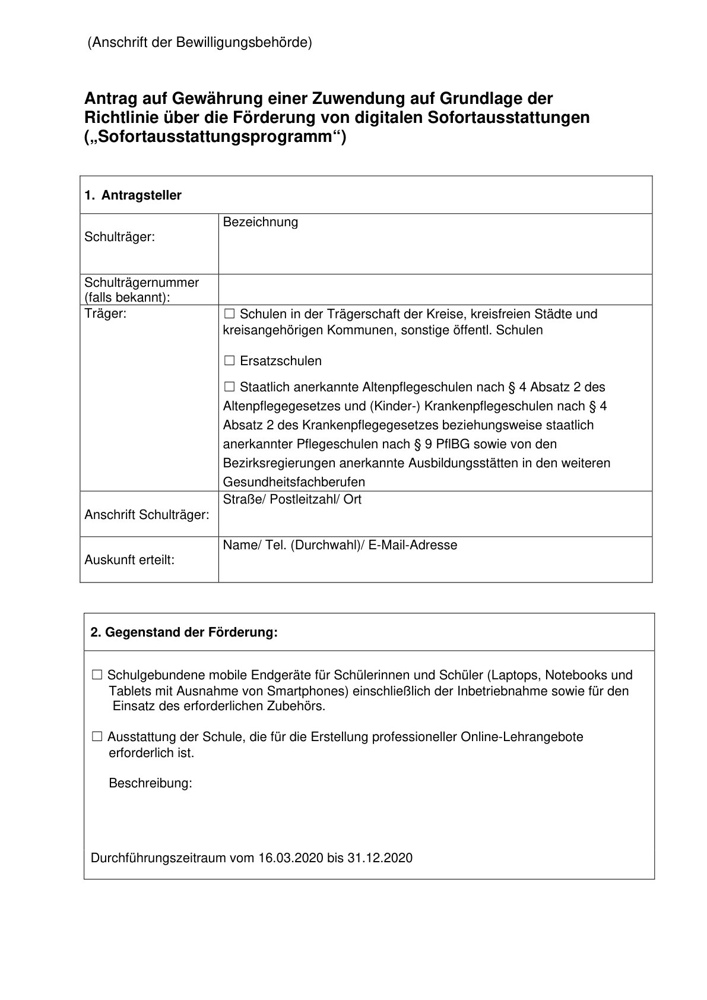 (Anschrift der Bewilligungsbehörde)
Antrag auf Gewährung einer Zuwendung auf Grundlage der
Richtlinie über die Förderung von digitalen Sofortausstattungen
(„Sofortausstattungsprogramm“)
1. Antragsteller
Schulträger:
Bezeichnung
Schulträgernummer
(falls bekannt):
Träger:
☐ Schulen in der Trägerschaft der Kreise, kreisfreien Städte und
kreisangehörigen Kommunen, sonstige öffentl. Schulen
☐ Ersatzschulen
☐ Staatlich anerkannte Altenpflegeschulen nach § 4 Absatz 2 des
Altenpflegegesetzes und (Kinder-) Krankenpflegeschulen nach § 4
Absatz 2 des Krankenpflegegesetzes beziehungsweise staatlich
anerkannter Pflegeschulen nach § 9 PflBG sowie von den
Bezirksregierungen anerkannte Ausbildungsstätten in den weiteren
Gesundheitsfachberufen
Anschrift Schulträger:
Straße/ Postleitzahl/ Ort
Auskunft erteilt:
Name/ Tel. (Durchwahl)/ E-Mail-Adresse
2. Gegenstand der Förderung:
☐ Schulgebundene mobile Endgeräte für Schülerinnen und Schüler (Laptops, Notebooks und
Tablets mit Ausnahme von Smartphones) einschließlich der Inbetriebnahme sowie für den
Einsatz des erforderlichen Zubehörs.
☐ Ausstattung der Schule, die für die Erstellung professioneller Online-Lehrangebote
erforderlich ist.
Beschreibung:
Durchführungszeitraum vom 16.03.2020 bis 31.12.2020